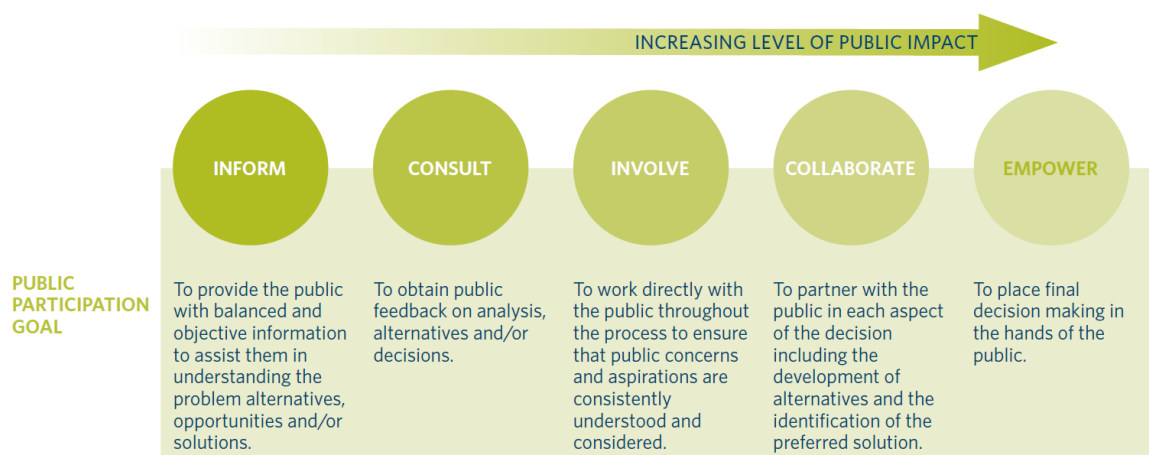 INCREASING LEVEL OF PUBLIC IMPACT
INFORM
CONSULT
INVOLVE
COLLABORATE
EMPOWER
PUBLIC
PARTICIPATION
GOAL
To provide the public
with balanced and
objective information
to assist them in
understanding the
problem alternatives,
opportunities and/or
solutions.
To obtain public
feedback on analysis,
alternatives and/or
decisions.
To work directly with
the public throughout
the process to ensure
that public concerns
and aspirations are
consistently
understood and
considered.
To partner with the
public in each aspect
of the decision
including the
development of
alternatives and the
identification of the
preferred solution.
To place final
decision making in
the hands of the
public.